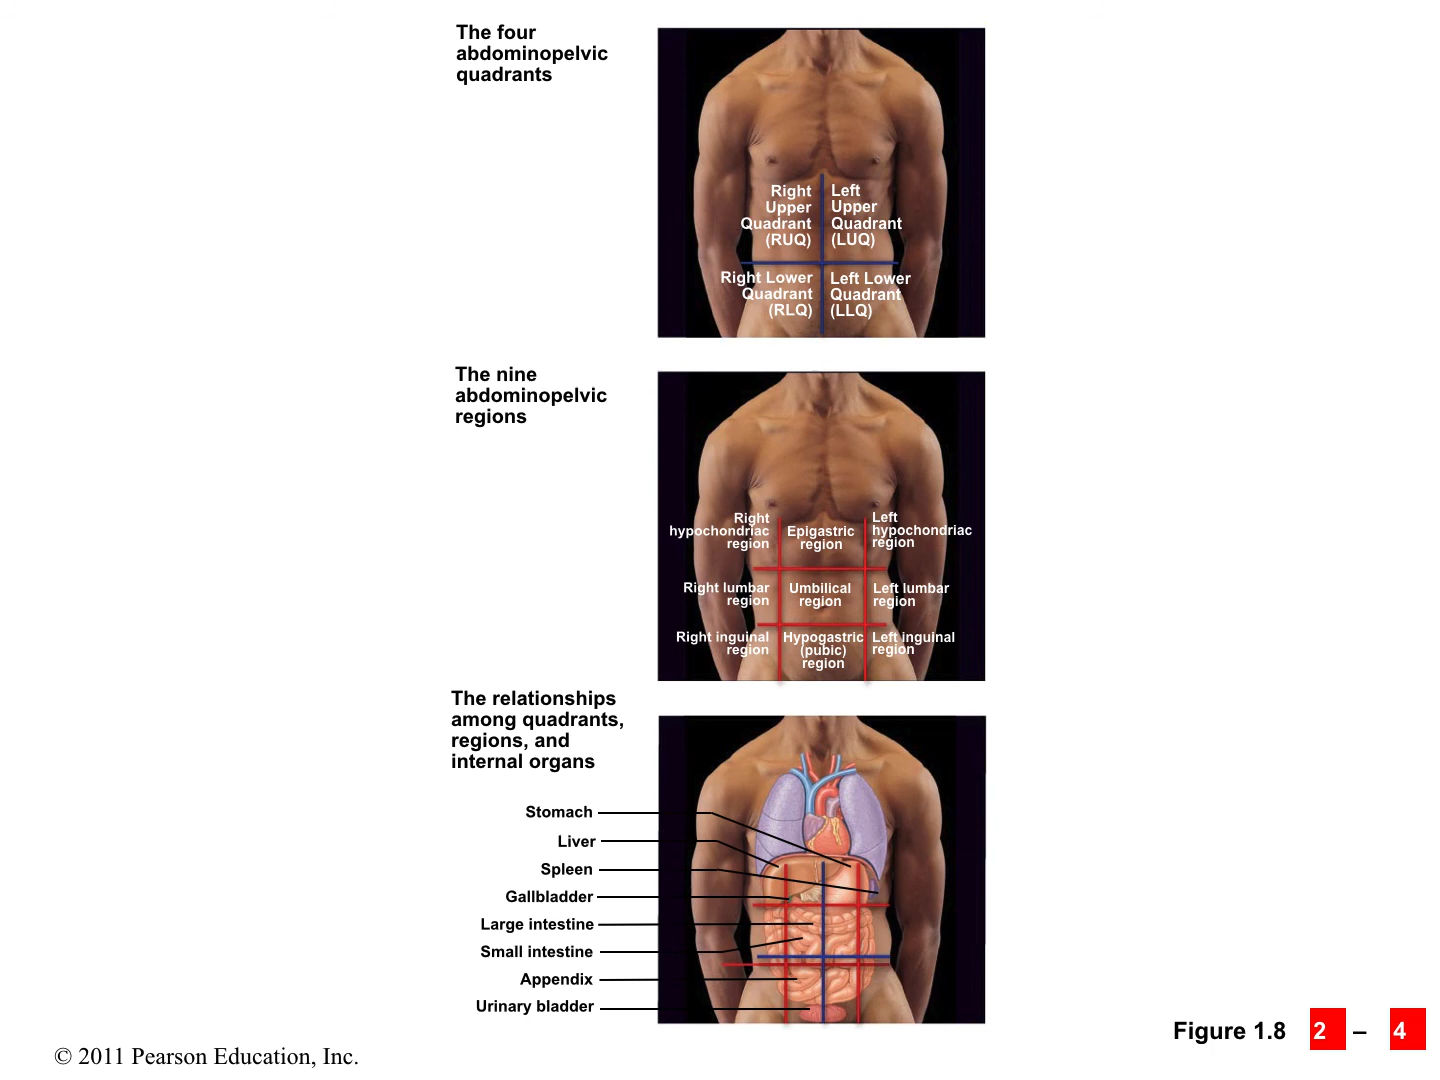 The four
abdominopelvic
quadrants
Right
Upper
Quadrant
(RUQ)
Left
Upper
Quadrant
(LUQ)
Right Lower
Quadrant
(RLQ)
Left Lower
Quadrant
(LLQ)
The nine
abdominopelvic
regions
Right
hypochondriac
region
Epigastric
region
Left
hypochondriac
region
Right lumbar
region
Umbilical
region
Left lumbar
region
Right inguinal
region
Hypogastric
(pubic)
region
Left inguinal
region
The relationships
among quadrants,
regions, and
internal organs
Stomach
Liver
Spleen
Gallbladder
Large intestine
Small intestine
Appendix
Urinary bladder
Figure 1.8 2 – 4
© 2011 Pearson Education, Inc.